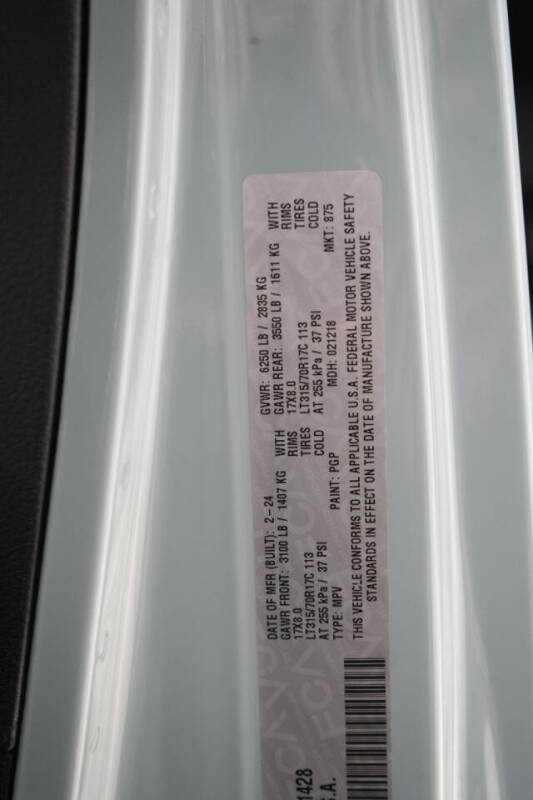 DATE OF MFR (BUILT): 2-24 GVWR: 6250 LB / 2835 KG
GAWR FRONT: 3100 LB / 1407 KG WITH GAWR REAR: 3550 LB / 1611 KG WITH
17X8.0 RIMS 17X8.0 RIMS
LT315/70R17C 113 TIRES LT315/70R17C 113 TIRES
AT 255 kPa / 37 PSI COLD AT 255 kPa / 37 PSI COLD
TYPE: MPV PAINT: PGP MDH: 021218 MKT: 875
THIS VEHICLE CONFORMS TO ALL APPLICABLE U.S.A. FEDERAL MOTOR VEHICLE SAFETY
STANDARDS IN EFFECT ON THE DATE OF MANUFACTURE SHOWN ABOVE.
1428
.A.